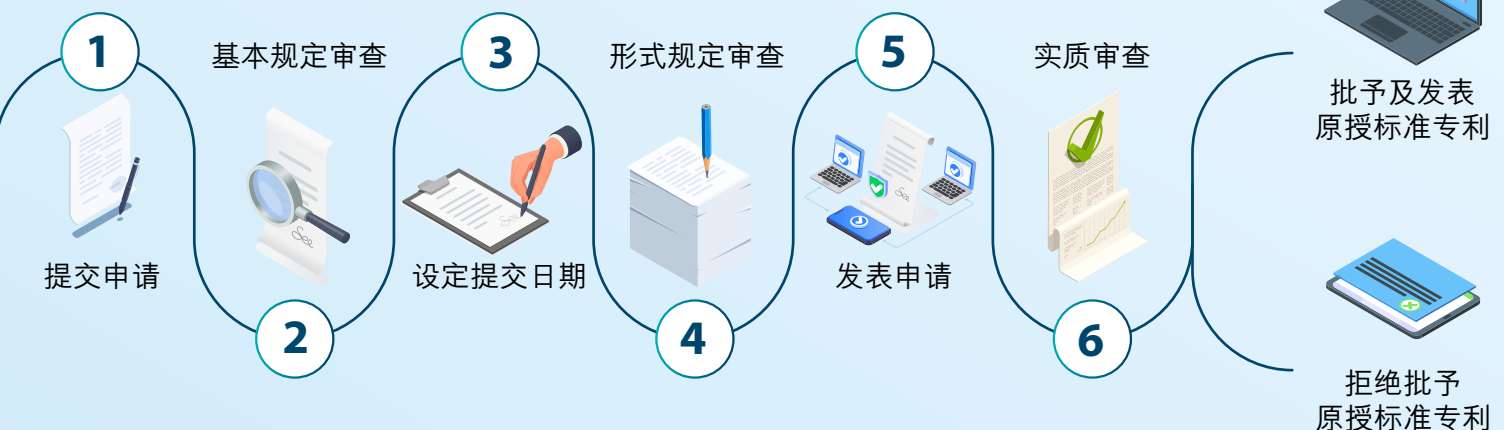 1
提交申请
基本规定审查
2
3
设定提交日期
形式规定审查
4
5
发表申请
实质审查
6
批予及发表
原授标准专利
拒绝批予
原授标准专利